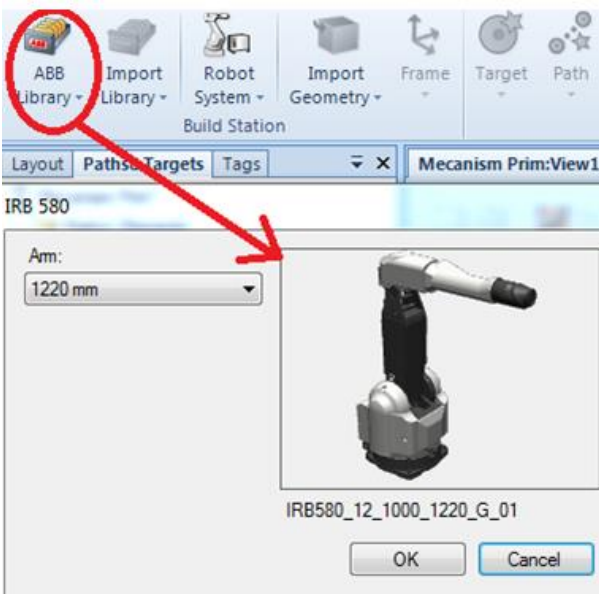 ABB Library
Import Library
Robot System
Import Geometry
Frame
Target
Path
Build Station
Layout
Paths&Targets
Tags
Mecanism Prim:View1
IRB 580
Arm:
1220 mm
IRB580_12_1000_1220_G_01
OK
Cancel